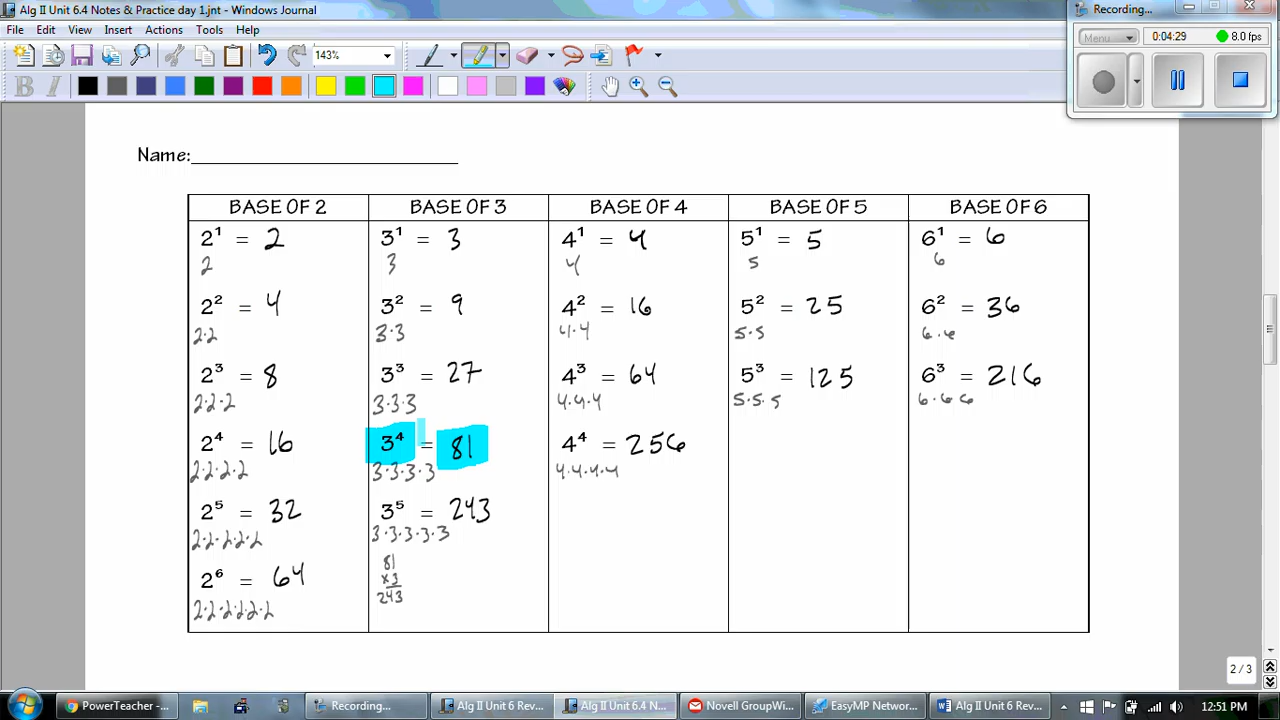 Alg II Unit 6.4 Notes & Practice day 1.jnt - Windows Journal
Recording...
File Edit View Insert Actions Tools Help
Menu...
0:04:29
8.0 fps
143%
B I
Name:
BASE OF 2 BASE OF 3 BASE OF 4 BASE OF 5 BASE OF 6
2¹ = 2 3¹ = 3 4¹ = 4 5¹ = 5 6¹ = 6
2 3 4 5 6
2² = 4 3² = 9 4² = 16 5² = 25 6² = 36
2·2 3·3 4·4 5·5 6·6
2³ = 8 3³ = 27 4³ = 64 5³ = 125 6³ = 216
2·2·2 3·3·3 4·4·4 5·5·5 6·6·6
2⁴ = 16 3⁴ = 81 4⁴ = 256
2·2·2·2 3·3·3·3 4·4·4·4
2⁵ = 32 3⁵ = 243
2·2·2·2·2 3·3·3·3·3
81
2⁶ = 64 ×3
243
2·2·2·2·2·2
2/3
PowerTeacher -... Recording... Alg II Unit 6 Rev... Alg II Unit 6.4 N... Novell GroupWi... EasyMP Networ... Alg II Unit 6 Rev... 12:51 PM